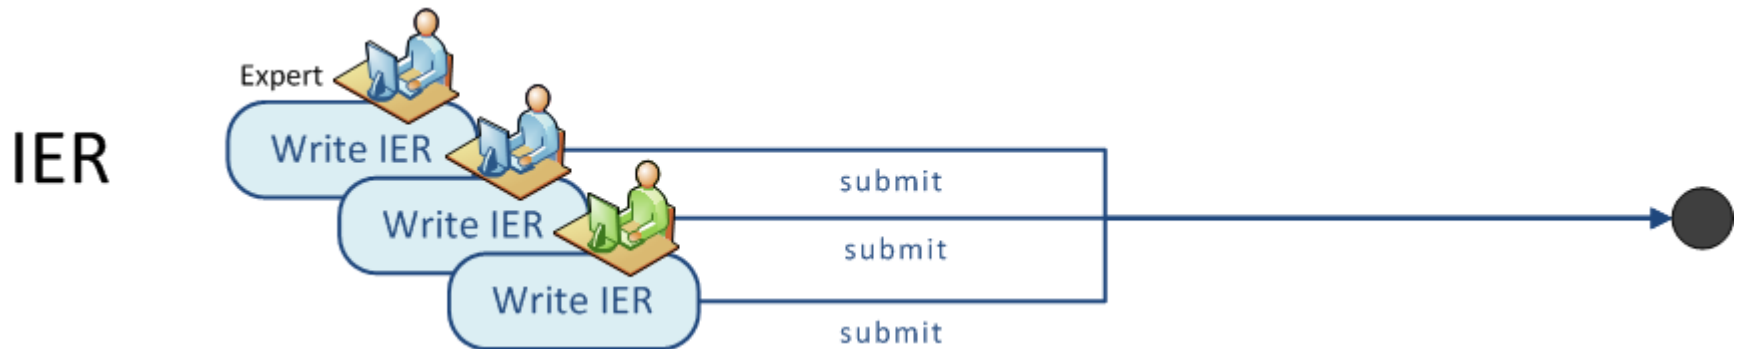 Expert
IER
Write IER
submit
Write IER
submit
Write IER
submit